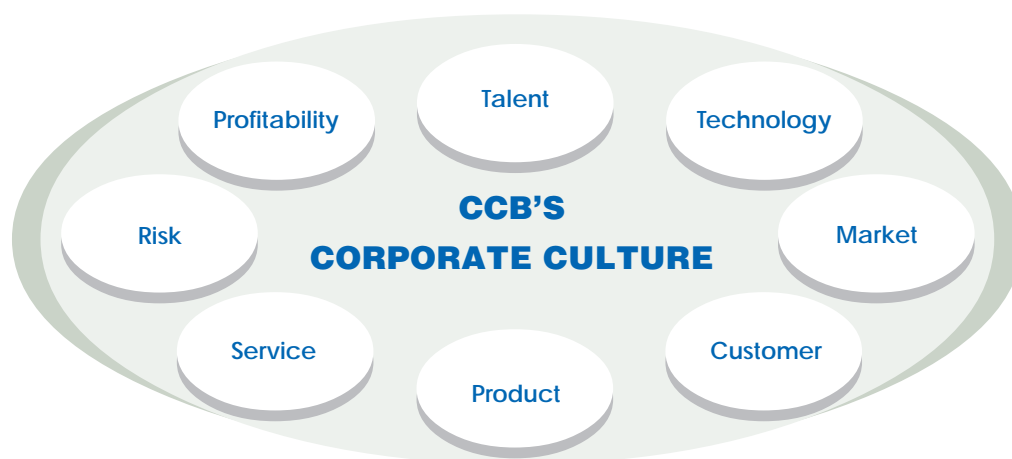 Talent
Profitability
Technology
CCB’S
CORPORATE CULTURE
Risk
Market
Service
Customer
Product